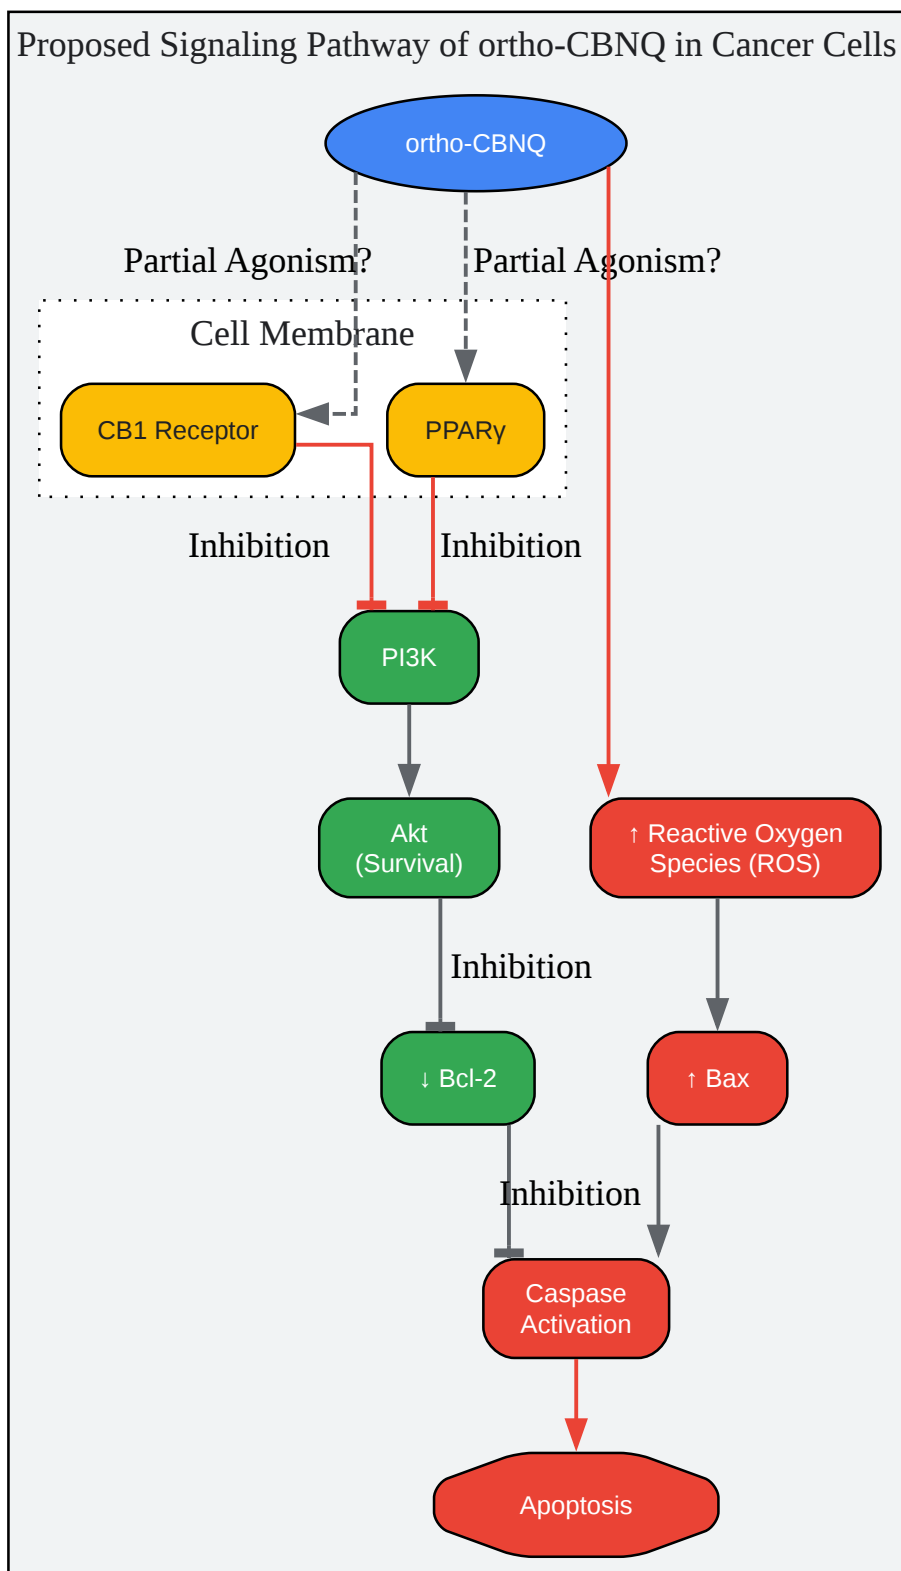 Proposed Signaling Pathway of ortho-CBNQ in Cancer Cells
ortho-CBNQ
Partial Agonism?
Partial Agonism?
Cell Membrane
CB1 Receptor
PPARγ
Inhibition
Inhibition
PI3K
Akt
(Survival)
↑ Reactive Oxygen
Species (ROS)
Inhibition
↓ Bcl-2
↑ Bax
Inhibition
Caspase
Activation
Apoptosis